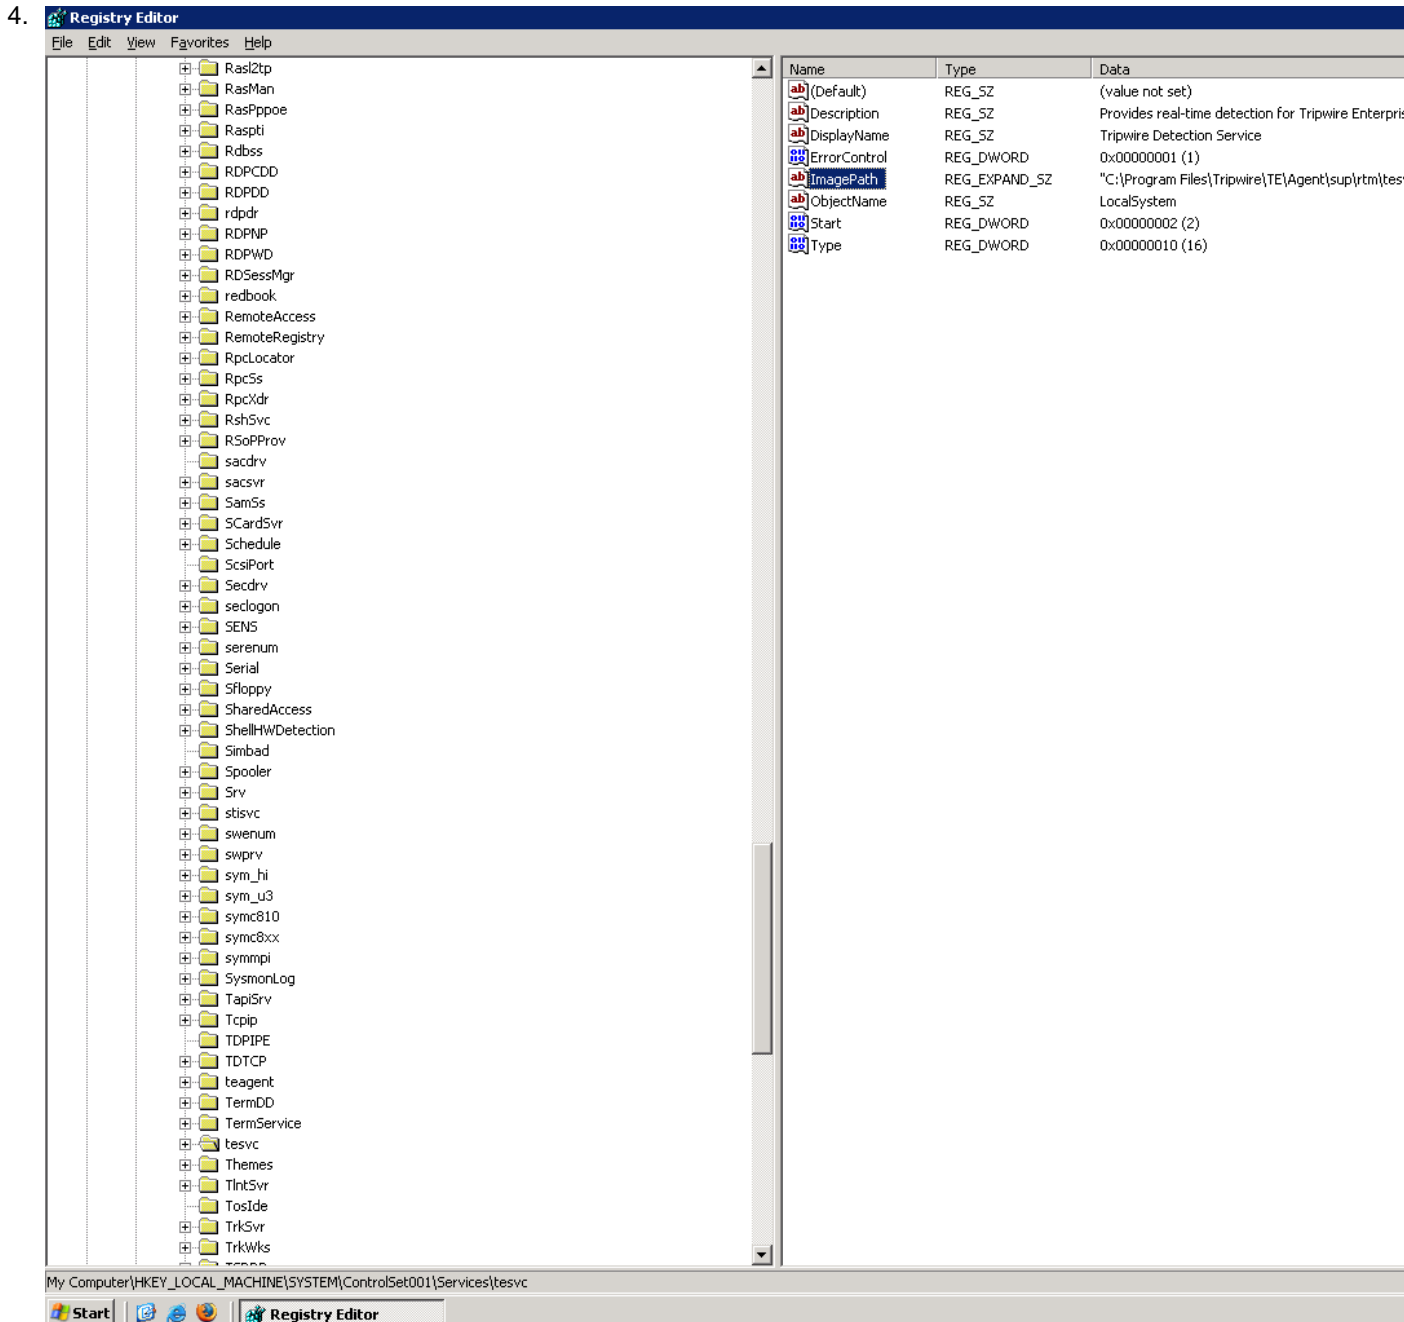 4.
Registry Editor
File Edit View Favorites Help
Rasl2tp
RasMan
RasPppoe
Raspti
Rdbss
RDPCDD
RDPDD
rdpdr
RDPNP
RDPWD
RDSessMgr
redbook
RemoteAccess
RemoteRegistry
RpcLocator
RpcSs
RpcXdr
RshSvc
RSoPProv
sacdrv
sacsvr
SamSs
SCardSvr
Schedule
ScsiPort
Secdrv
seclogon
SENS
serenum
Serial
Sfloppy
SharedAccess
ShellHWDetection
Simbad
Spooler
Srv
stisvc
swenum
swprv
sym_hi
sym_u3
symc810
symc8xx
symmpi
SysmonLog
TapiSrv
Tcpip
TDPIPE
TDTCP
teagent
TermDD
TermService
tesvc
Themes
TlntSvr
TosIde
TrkSvr
TrkWks
Name Type Data
(Default) REG_SZ (value not set)
Description REG_SZ Provides real-time detection for Tripwire Enterpris
DisplayName REG_SZ Tripwire Detection Service
ErrorControl REG_DWORD 0x00000001 (1)
ImagePath REG_EXPAND_SZ "C:\Program Files\Tripwire\TE\Agent\sup\rtm\tesv
ObjectName REG_SZ LocalSystem
Start REG_DWORD 0x00000002 (2)
Type REG_DWORD 0x00000010 (16)
My Computer\HKEY_LOCAL_MACHINE\SYSTEM\ControlSet001\Services\tesvc
Start Registry Editor